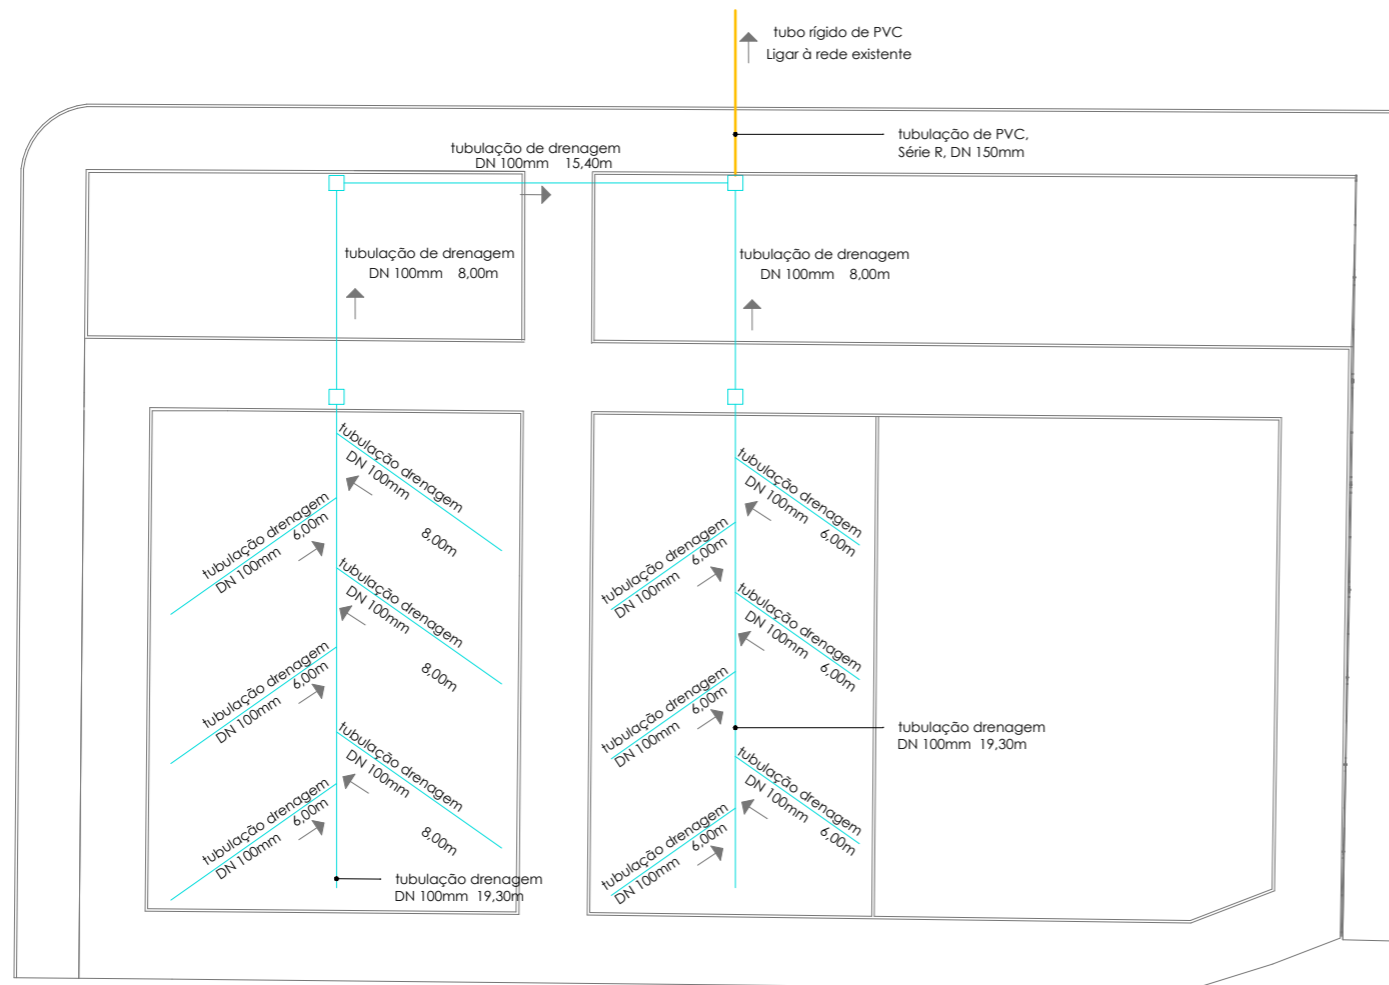 tubo rígido de PVC
Ligar à rede existente
tubulação de PVC,
Série R, DN 150mm
tubulação de drenagem
DN 100mm 15,40m
tubulação de drenagem
DN 100mm 8,00m
tubulação de drenagem
DN 100mm 8,00m
tubulação drenagem
DN 100mm
8,00m
tubulação drenagem
DN 100mm 6,00m
tubulação drenagem
DN 100mm
8,00m
tubulação drenagem
DN 100mm 6,00m
tubulação drenagem
DN 100mm
8,00m
tubulação drenagem
DN 100mm 6,00m
tubulação drenagem
DN 100mm 19,30m
tubulação drenagem
DN 100mm 6,00m
tubulação drenagem
DN 100mm 6,00m
tubulação drenagem
DN 100mm 6,00m
tubulação drenagem
DN 100mm 6,00m
tubulação drenagem
DN 100mm 19,30m
tubulação drenagem
DN 100mm 6,00m
tubulação drenagem
DN 100mm 6,00m